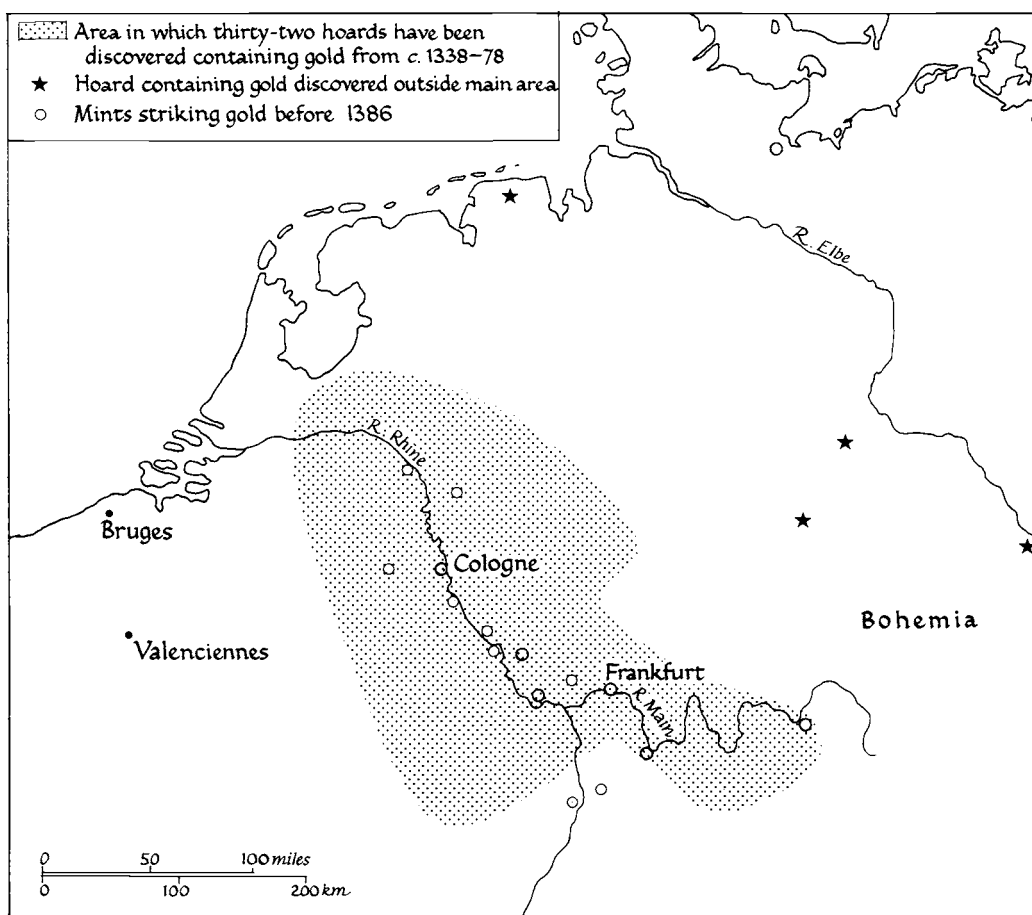 Area in which thirty-two hoards have been
discovered containing gold from c. 1338–78
Hoard containing gold discovered outside main area
Mints striking gold before 1386
R. Elbe
R. Rhine
Bruges
Cologne
Bohemia
Valenciennes
Frankfurt
R. Main
0 50 100 miles
0 100 200 km